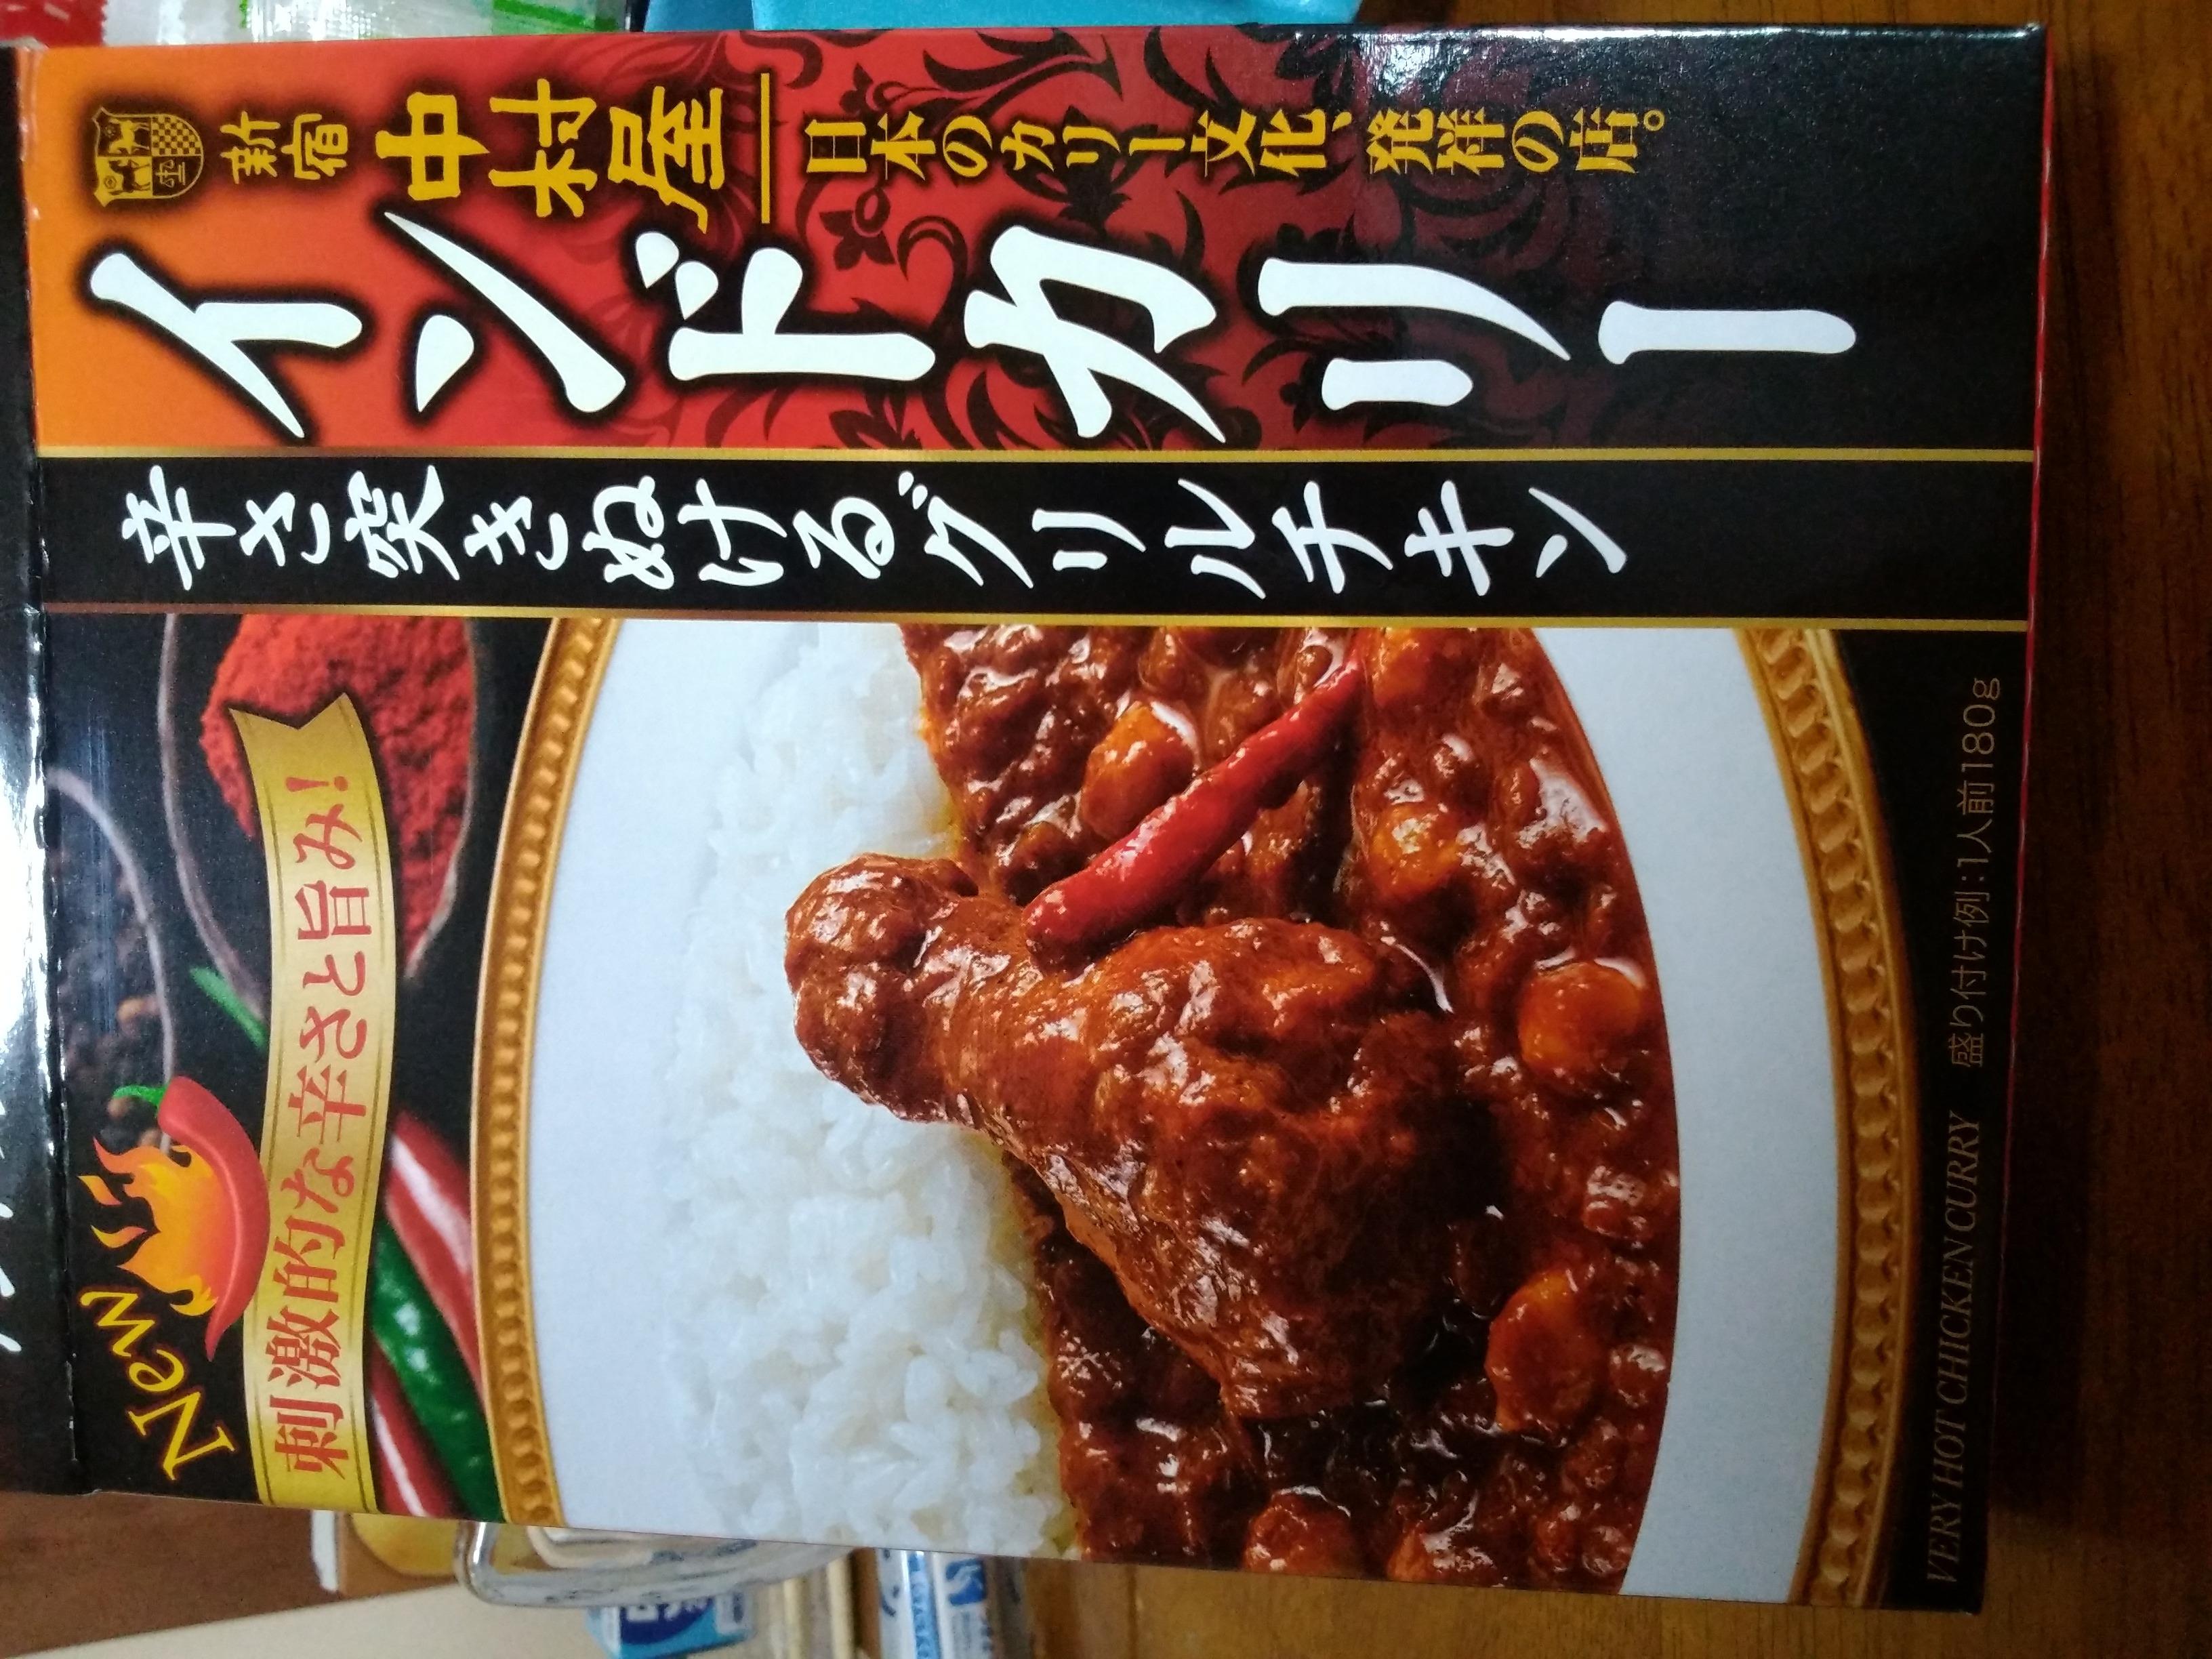 新宿
中村屋
日本のカリー文化、発祥の店。
インドカリー
辛さ突きぬけるグリルチキン
New
刺激的な辛さと旨み!
VERY HOT CHICKEN CURRY 盛り付け例:1人前180g